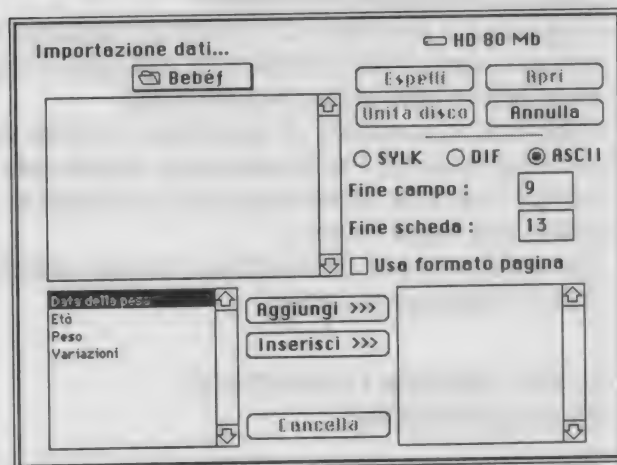 Importazione dati...
HD 80 Mb
Bebéf
Espelli
Apri
Unità disco
Annulla
SYLK
DIF
ASCII
Fine campo :
9
Fine scheda :
13
Usa formato pagina
Data della pesa
Età
Peso
Variazioni
Aggiungi >>>
Inserisci >>>
Cancella